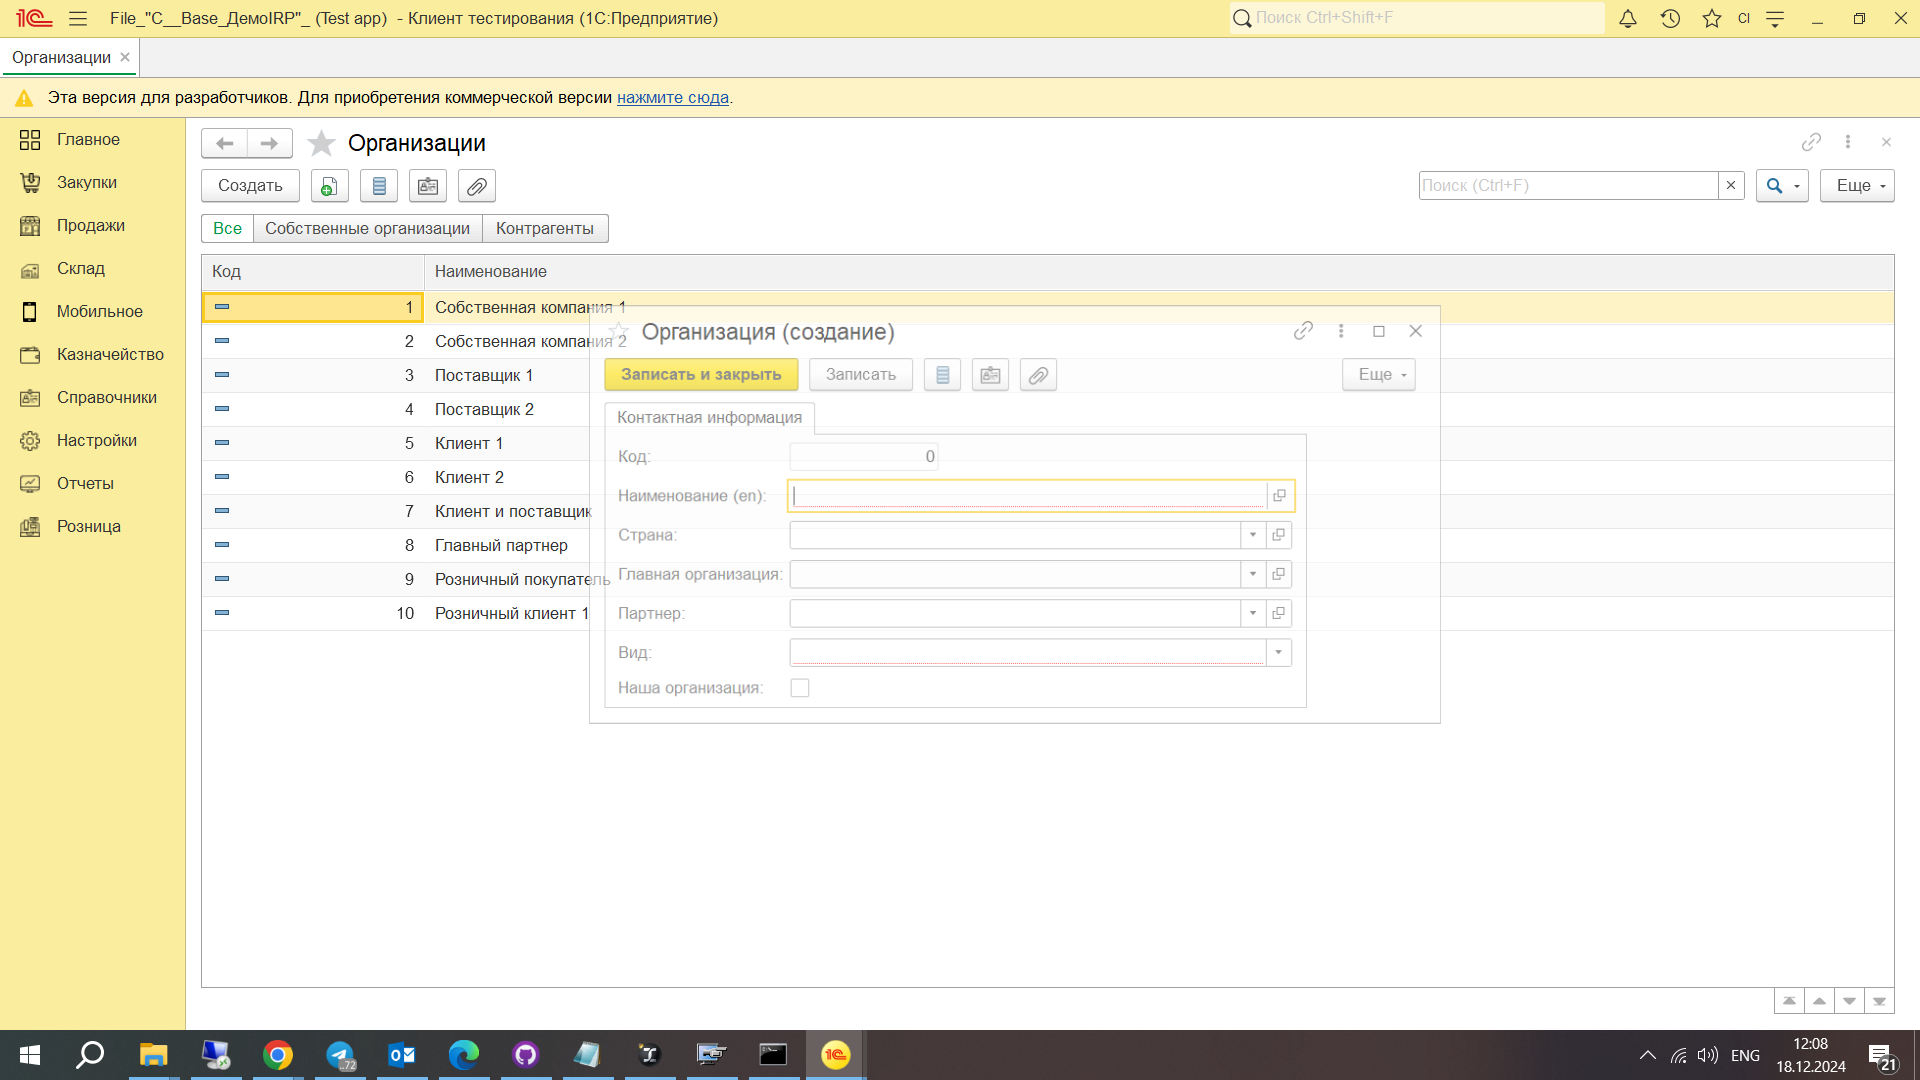 File_"C__Base_ДемоIRP"_ (Test app) - Клиент тестирования (1С:Предприятие)
Поиск Ctrl+Shift+F
CI
Организации
Эта версия для разработчиков. Для приобретения коммерческой версии нажмите сюда.
Главное
Закупки
Продажи
Склад
Мобильное
Казначейство
Справочники
Настройки
Отчеты
Розница
Организации
Создать
Поиск (Ctrl+F)
Еще
Все Собственные организации Контрагенты
Код Наименование
1 Собственная компания 1
2 Собственная компания 2
3 Поставщик 1
4 Поставщик 2
5 Клиент 1
6 Клиент 2
7 Клиент и поставщик
8 Главный партнер
9 Розничный покупатель
10 Розничный клиент 1
Организация (создание)
Записать и закрыть Записать Еще
Контактная информация
Код: 0
Наименование (en):
Страна:
Главная организация:
Партнер:
Вид:
Наша организация:
..72
ENG
12:08
18.12.2024
21